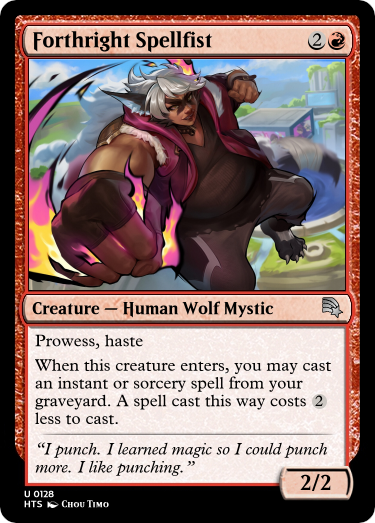 Forthright Spellfist 2
Creature — Human Wolf Mystic
Prowess, haste
When this creature enters, you may cast
an instant or sorcery spell from your
graveyard. A spell cast this way costs 2
less to cast.
“I punch. I learned magic so I could punch
more. I like punching.”
2/2
U 0128
HTS Chou Timo